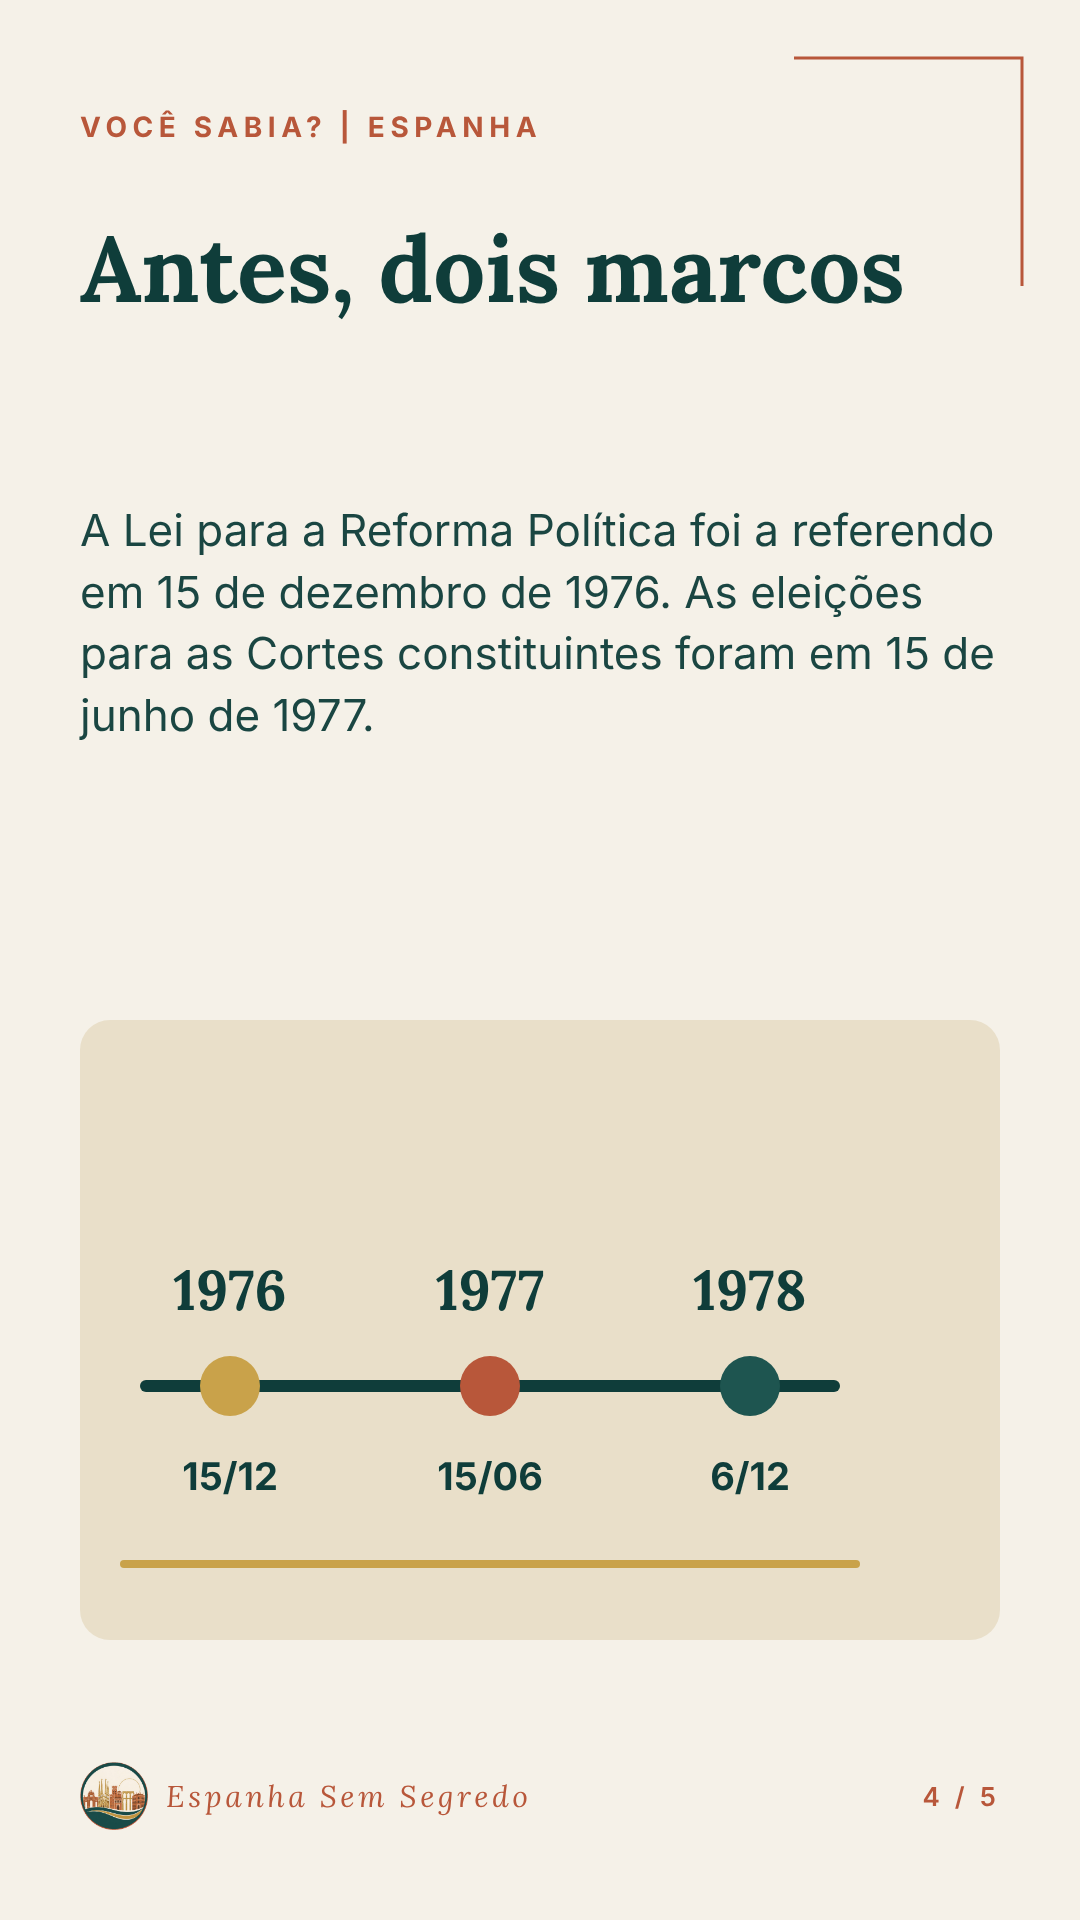 VOCÊ SABIA? | ESPANHA
Antes, dois marcos
A Lei para a Reforma Política foi a referendo
em 15 de dezembro de 1976. As eleições
para as Cortes constituintes foram em 15 de
junho de 1977.
1976 1977 1978
15/12 15/06 6/12
Espanha Sem Segredo 4 / 5